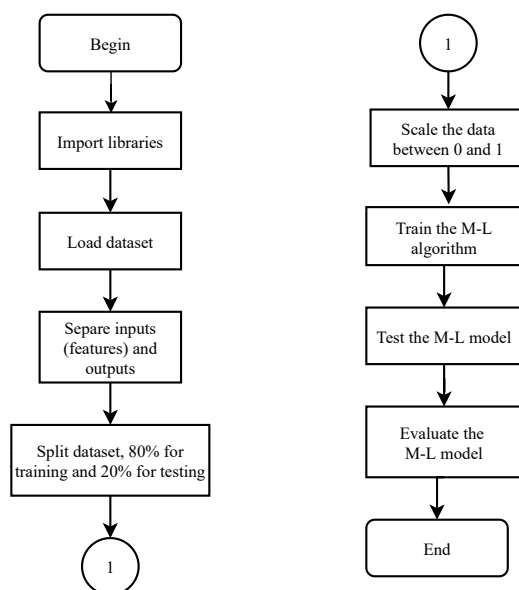 Begin
Import libraries
Load dataset
Separe inputs
(features) and
outputs
Split dataset, 80% for
training and 20% for testing
1
1
Scale the data
between 0 and 1
Train the M-L
algorithm
Test the M-L model
Evaluate the
M-L model
End